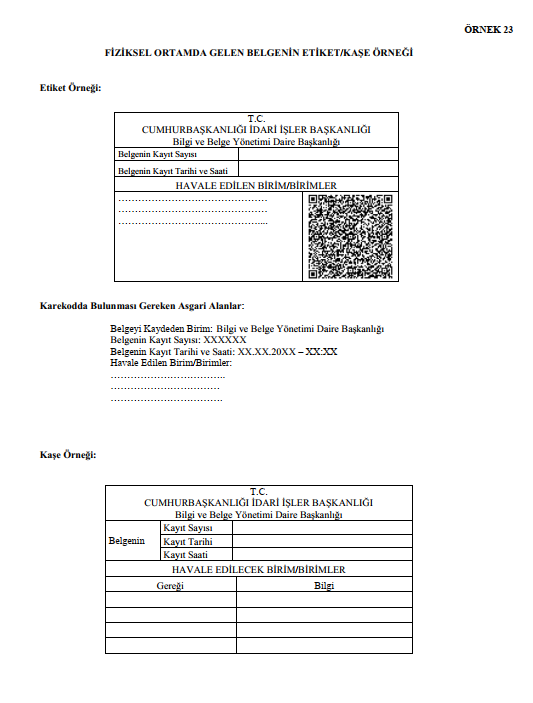 ÖRNEK 23
FİZİKSEL ORTAMDA GELEN BELGENİN ETİKET/KAŞE ÖRNEĞİ
Etiket Örneği:
T.C.
CUMHURBAŞKANLIĞI İDARİ İŞLER BAŞKANLIĞI
Bilgi ve Belge Yönetimi Daire Başkanlığı
Belgenin Kayıt Sayısı
Belgenin Kayıt Tarihi ve Saati
HAVALE EDİLEN BİRİM/BİRİMLER
………………………………………
………………………………………
……………………………………...
Karekodda Bulunması Gereken Asgari Alanlar:
Belgeyi Kaydeden Birim: Bilgi ve Belge Yönetimi Daire Başkanlığı
Belgenin Kayıt Sayısı: XXXXXX
Belgenin Kayıt Tarihi ve Saati: XX.XX.20XX – XX:XX
Havale Edilen Birim/Birimler:
……………………………..
……………………………
…………………………….
Kaşe Örneği:
T.C.
CUMHURBAŞKANLIĞI İDARİ İŞLER BAŞKANLIĞI
Bilgi ve Belge Yönetimi Daire Başkanlığı
Belgenin
Kayıt Sayısı
Kayıt Tarihi
Kayıt Saati
HAVALE EDİLECEK BİRİM/BİRİMLER
Gereği Bilgi